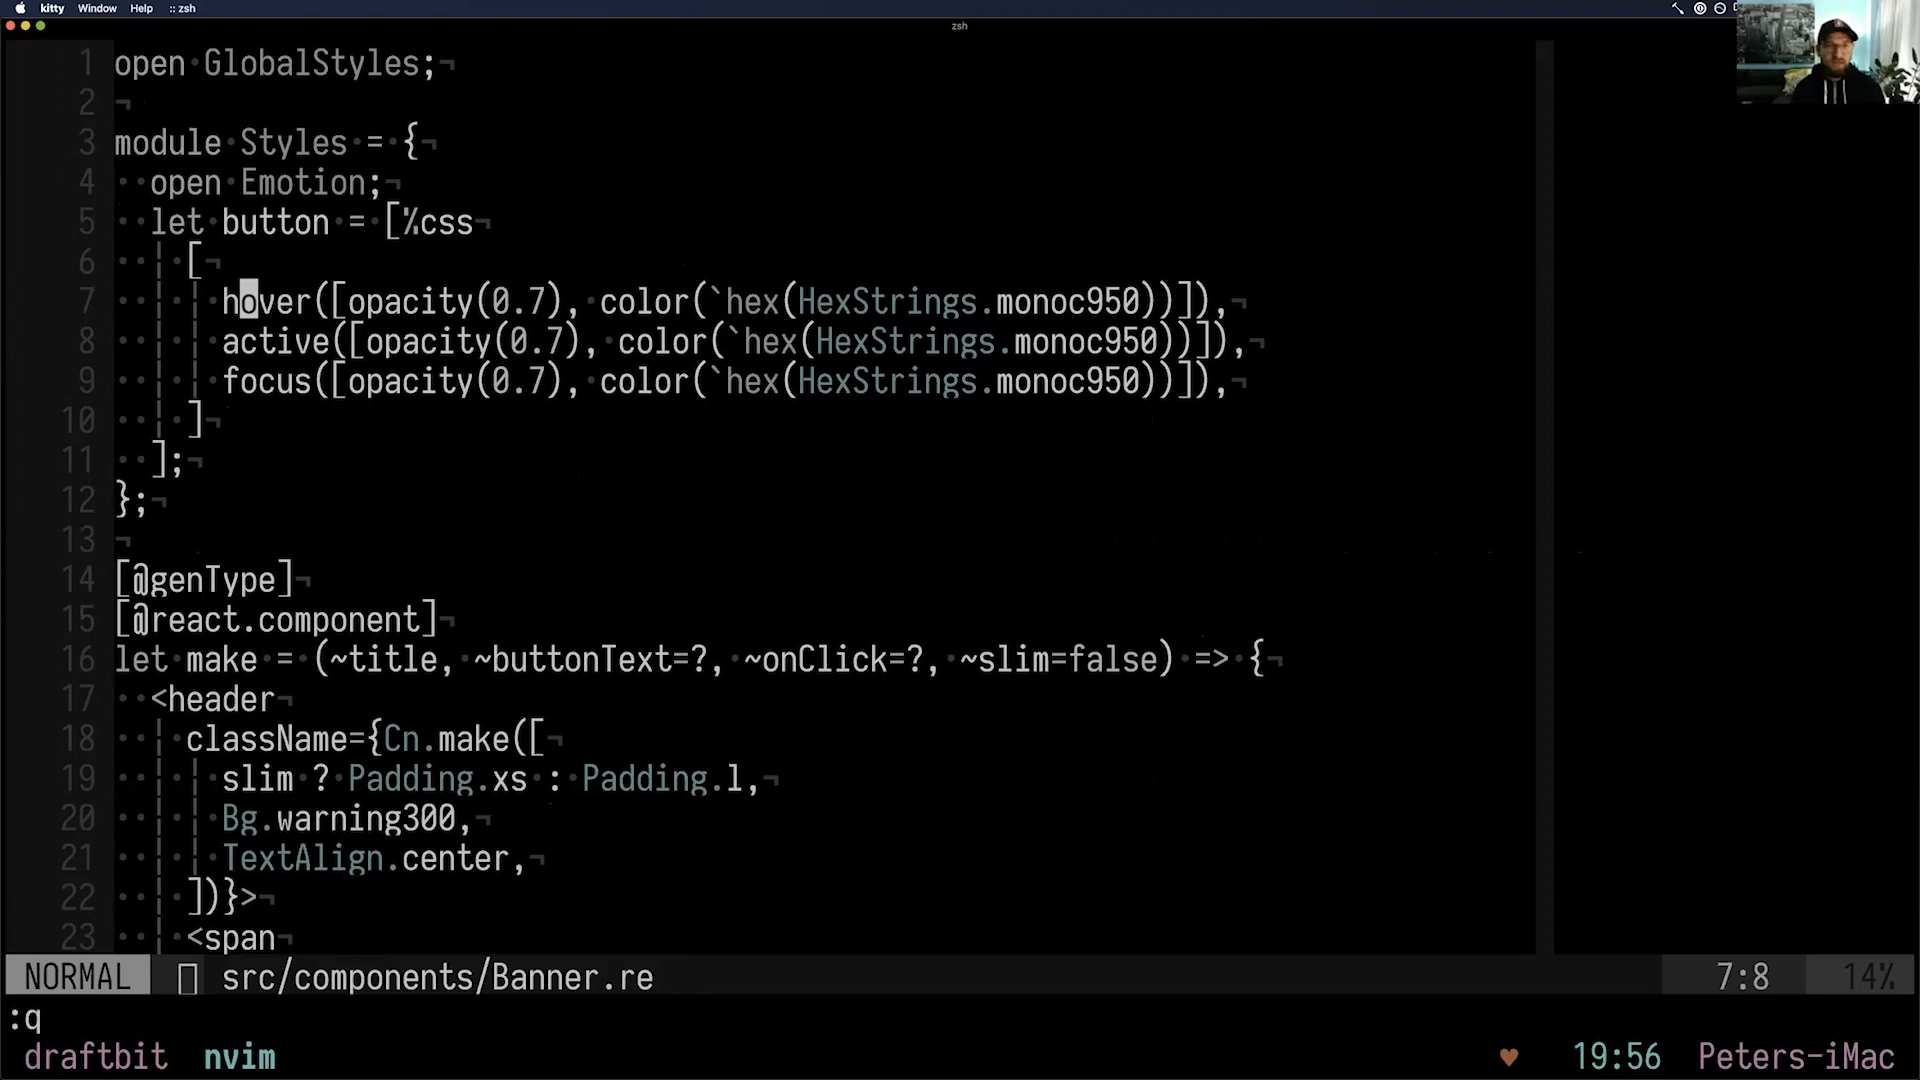 kitty Window Help :: zsh
zsh
1 open GlobalStyles;
2
3 module Styles = {
4 open Emotion;
5 let button = [%css
6 [
7 hover([opacity(0.7), color(`hex(HexStrings.monoc950))]),
8 active([opacity(0.7), color(`hex(HexStrings.monoc950))]),
9 focus([opacity(0.7), color(`hex(HexStrings.monoc950))]),
10 ]
11 ];
12 };
13
14 [@genType]
15 [@react.component]
16 let make = (~title, ~buttonText=?, ~onClick=?, ~slim=false) => {
17 <header
18 className={Cn.make([
19 slim ? Padding.xs : Padding.l,
20 Bg.warning300,
21 TextAlign.center,
22 ])}>
23 <span
NORMAL src/components/Banner.re 7:8 14%
:q
draftbit nvim ♥ 19:56 Peters-iMac